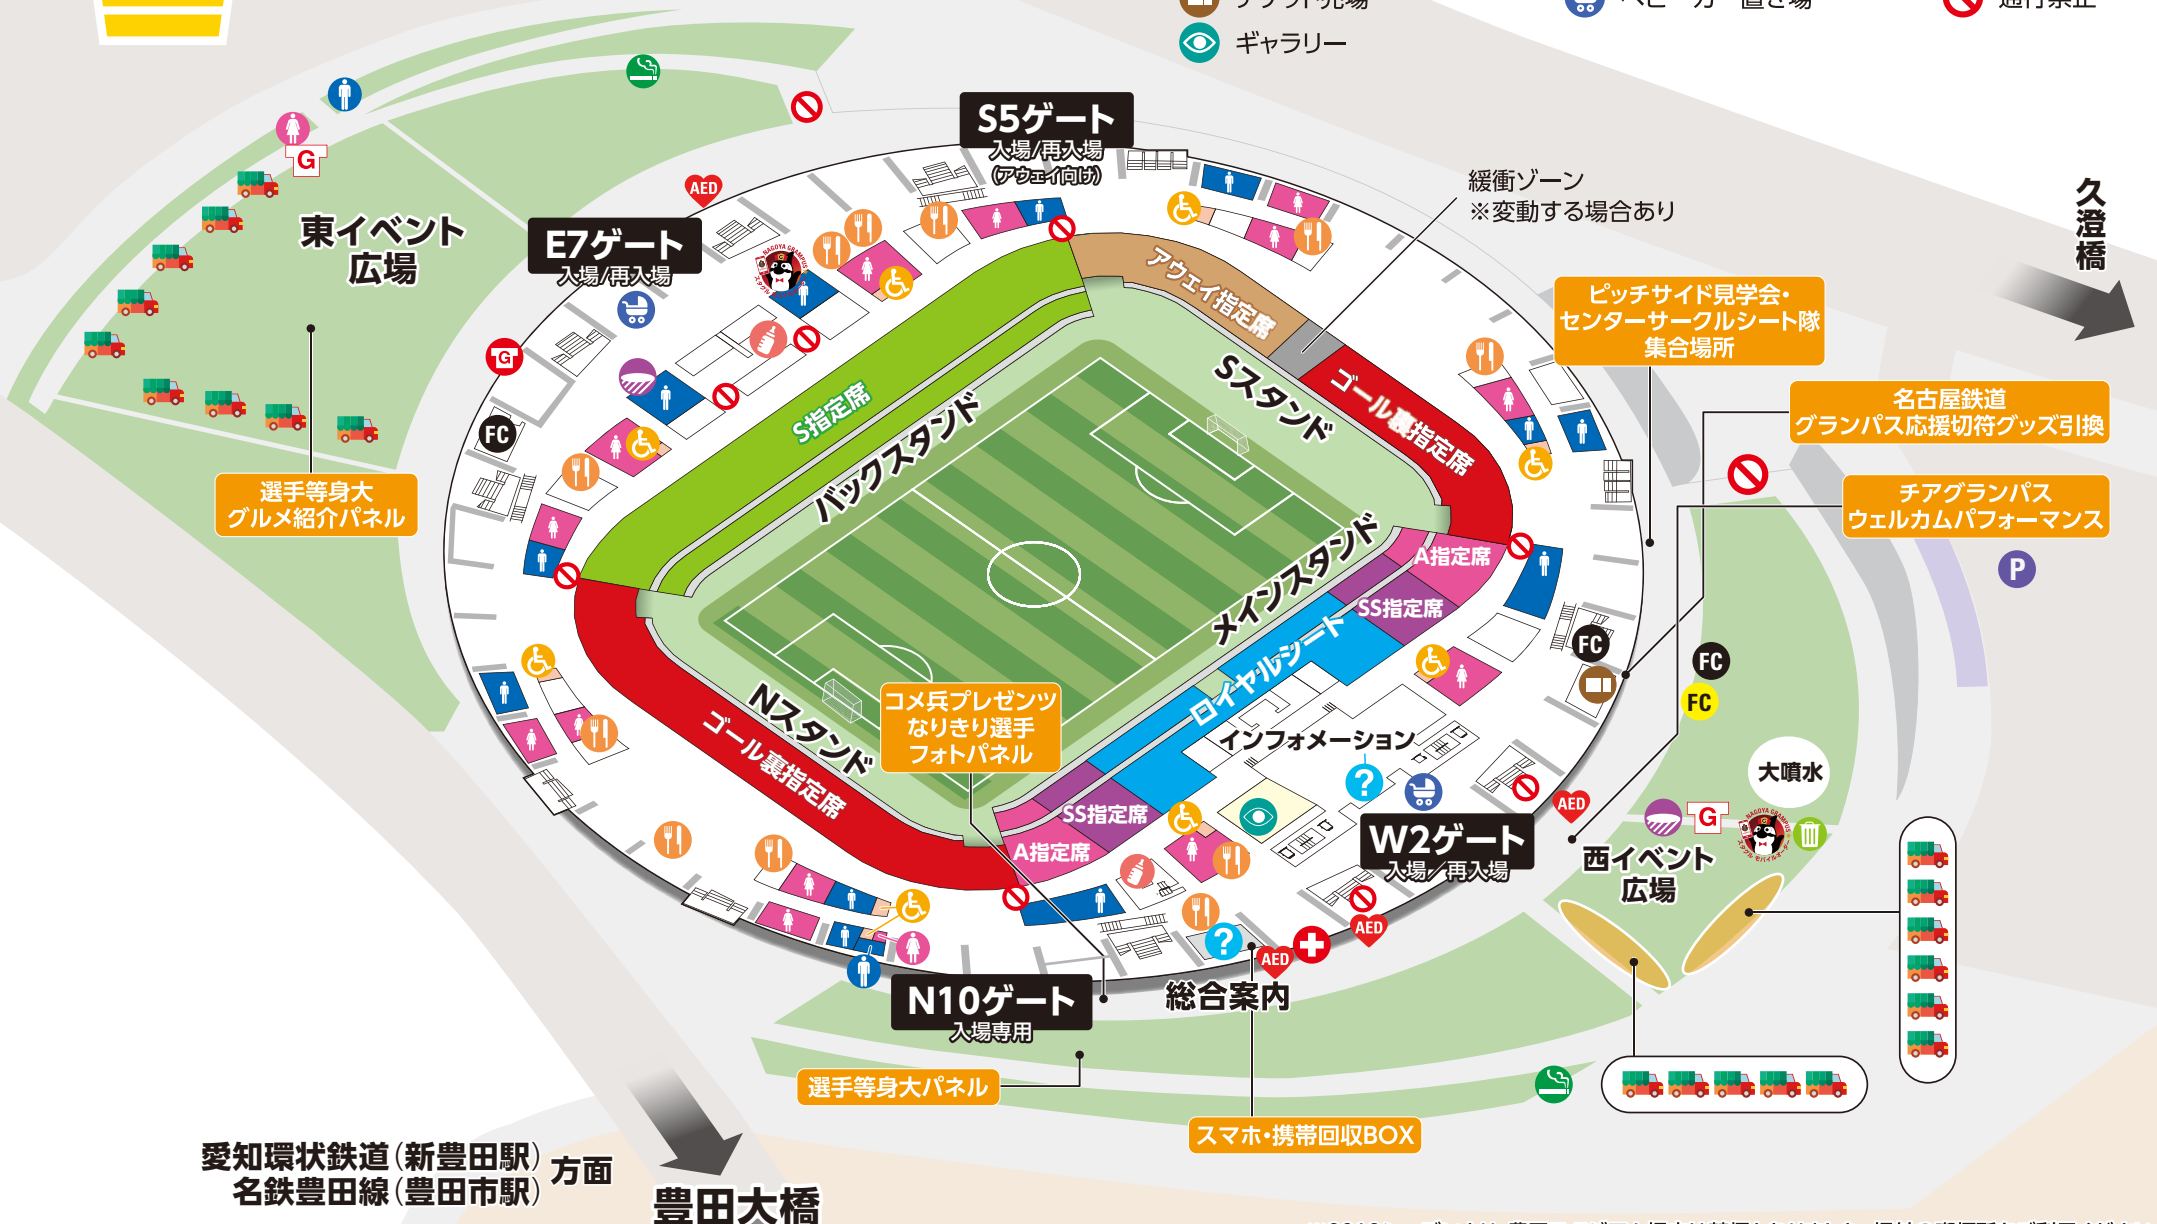 ギャラリー
S5ゲート
入場/再入場
(アウェイ向け)
緩衝ゾーン
※変動する場合あり
久澄橋
AED
G
東イベント
広場
E7ゲート
入場/再入場
アウェイ指定席
ピッチサイド見学会・
センターサークルシート隊
集合場所
G
FC
S指定席
バックスタンド
Sスタンド
ゴール裏指定席
名古屋鉄道
グランパス応援切符グッズ引換
選手等身大
グルメ紹介パネル
チアグランパス
ウェルカムパフォーマンス
P
メインスタンド
A指定席
SS指定席
ロイヤルシート
FC
FC
FC
Nスタンド
ゴール裏指定席
コメ兵プレゼンツ
なりきり選手
フォトパネル
インフォメーション
?
大噴水
SS指定席
A指定席
W2ゲート
入場/再入場
AED
G
西イベント
広場
AED
?
AED
総合案内
N10ゲート
入場専用
選手等身大パネル
スマホ・携帯回収BOX
愛知環状鉄道(新豊田駅)
名鉄豊田線(豊田市駅)
方面
豊田大橋